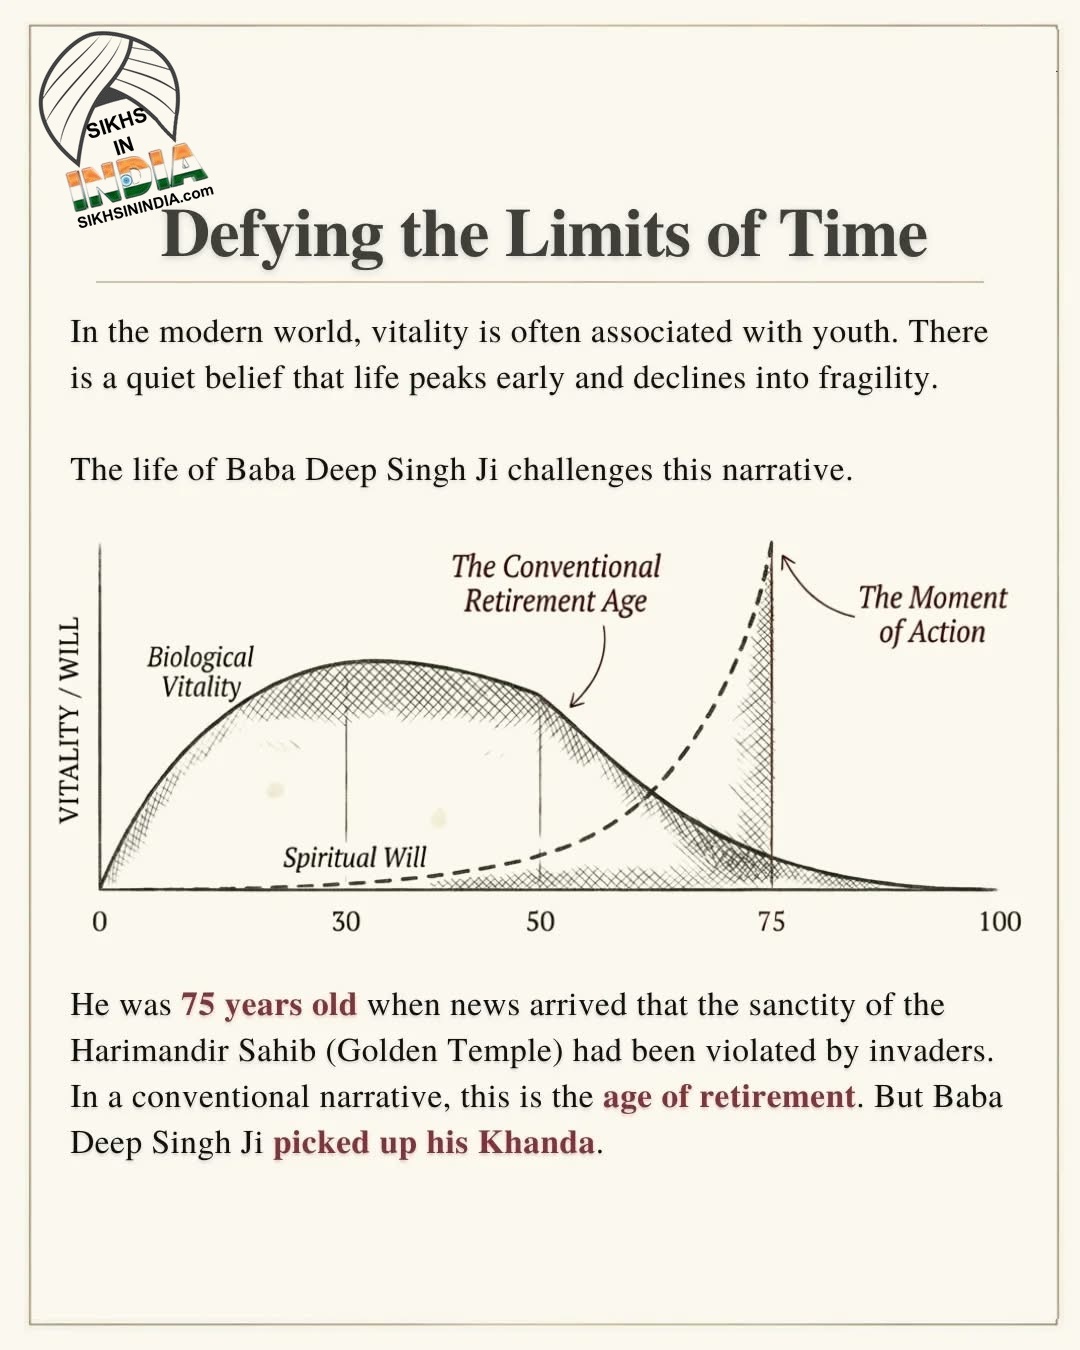 SIKHS
IN
INDIA
SIKHSININDIA.com
Defying the Limits of Time
In the modern world, vitality is often associated with youth. There
is a quiet belief that life peaks early and declines into fragility.
The life of Baba Deep Singh Ji challenges this narrative.
The Conventional
Retirement Age
The Moment
of Action
Biological
Vitality
VITALITY / WILL
Spiritual Will
0 30 50 75 100
He was 75 years old when news arrived that the sanctity of the
Harimandir Sahib (Golden Temple) had been violated by invaders.
In a conventional narrative, this is the age of retirement. But Baba
Deep Singh Ji picked up his Khanda.